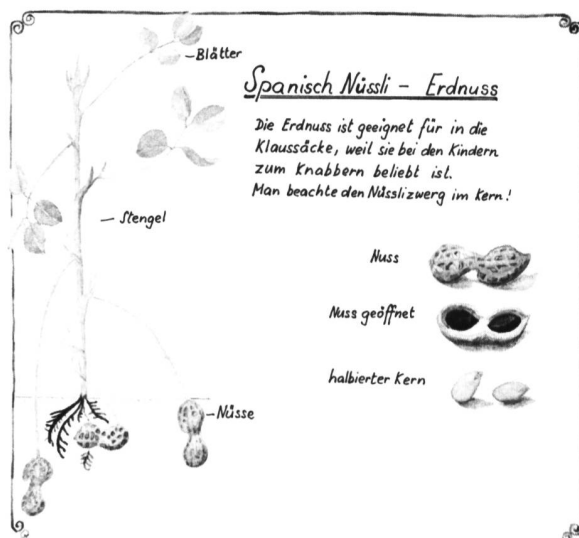 Blätter
Spanisch Nüssli - Erdnuss
Die Erdnuss ist geeignet für in die
Klaussäcke, weil sie bei den Kindern
zum Knabbern beliebt ist.
Man beachte den Nüsslizwerg im Kern!
Stengel
Nuss
Nuss geöffnet
halbierter Kern
Nüsse